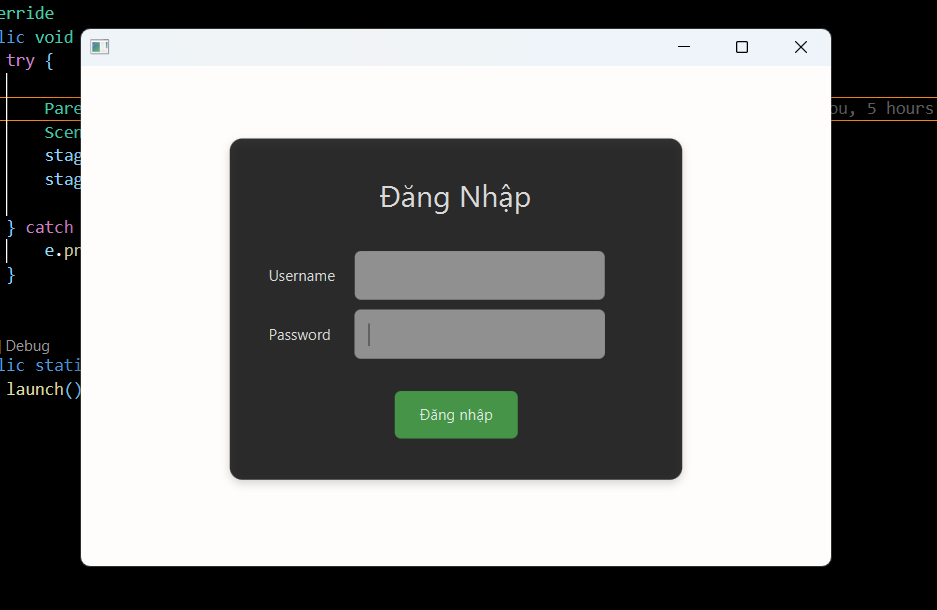 erride
lic void
try {
Pare
ou, 5 hours
Scen
stag
stag
} catch
e.pr
}
Debug
lic stati
launch()
Đăng Nhập
Username
Password
Đăng nhập